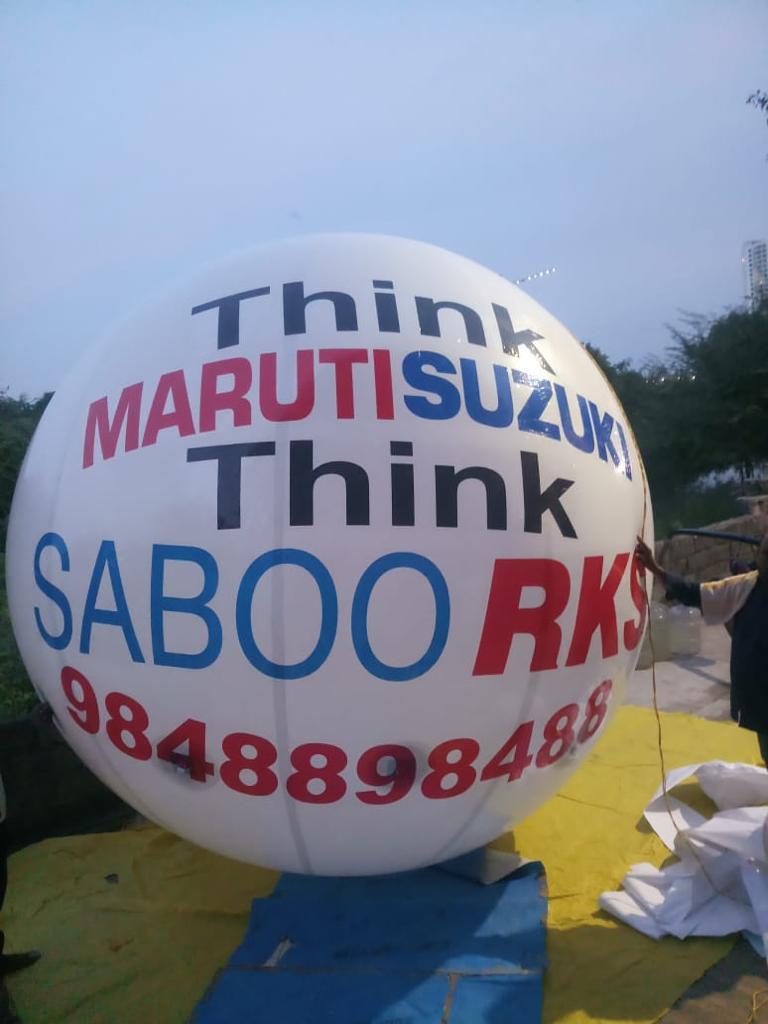 Think
MARUTI SUZUKI
Think
SABOO RKS
9848898488